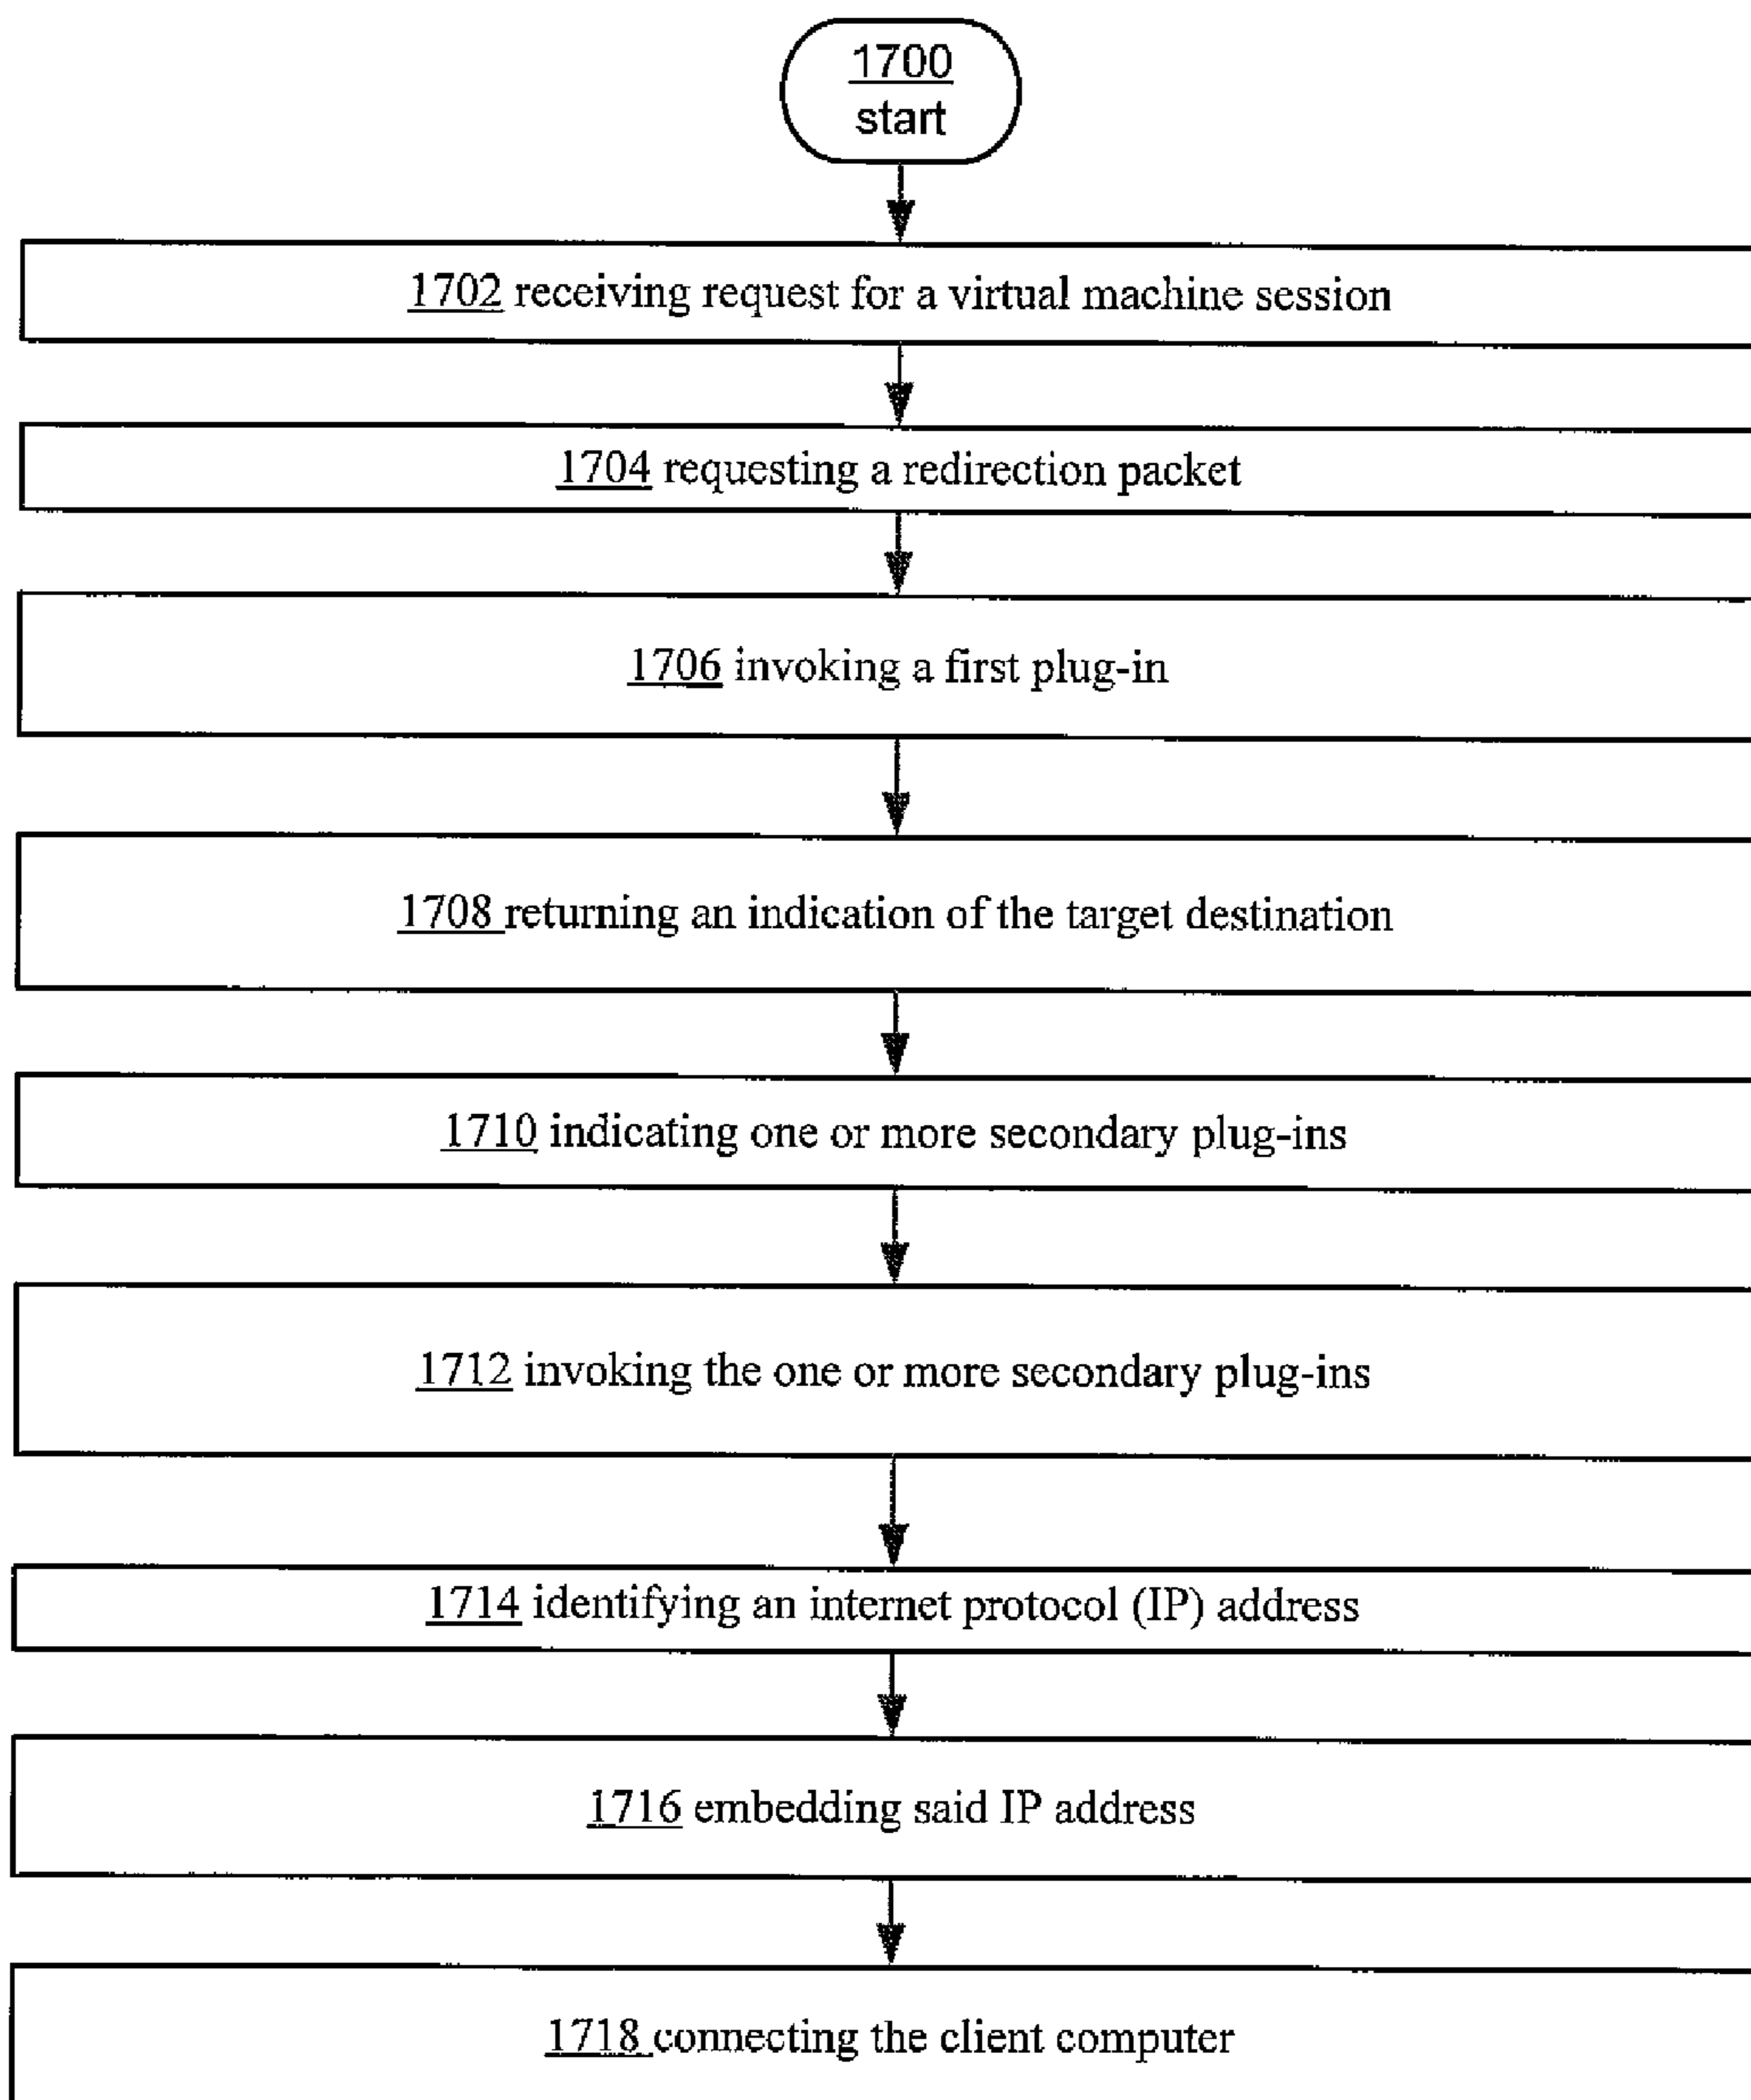 1700
start
1702 receiving request for a virtual machine session
1704 requesting a redirection packet
1706 invoking a first plug-in
1708 returning an indication of the target destination
1710 indicating one or more secondary plug-ins
1712 invoking the one or more secondary plug-ins
1714 identifying an internet protocol (IP) address
1716 embedding said IP address
1718 connecting the client computer